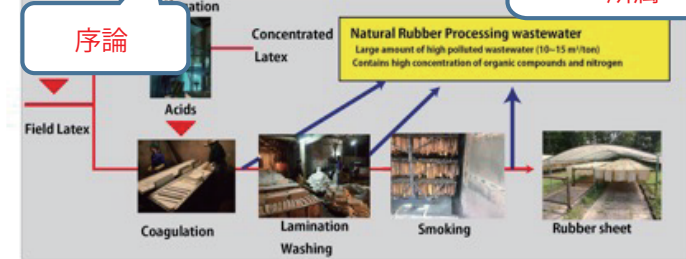 序論
Concentrated
Latex
Natural Rubber Processing wastewater
Large amount of high polluted wastewater (10~15 m³/ton)
Contains high concentration of organic compounds and nitrogen
Acids
Field Latex
Coagulation
Lamination
Washing
Smoking
Rubber sheet